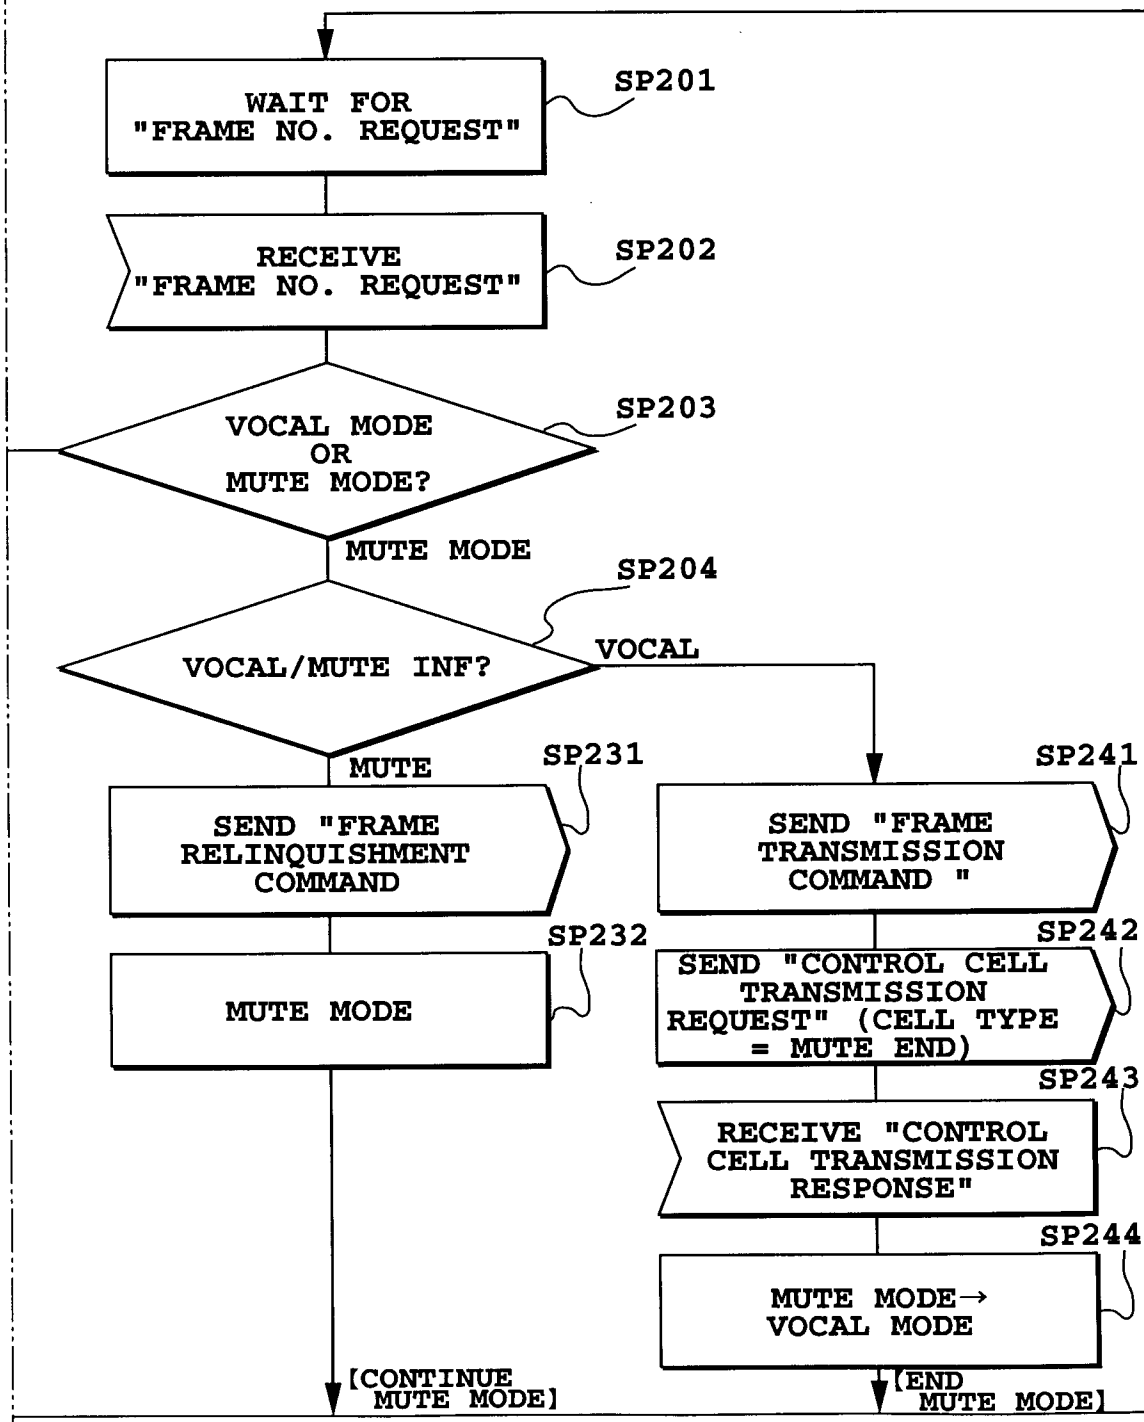 SP201
WAIT FOR
"FRAME NO. REQUEST"
SP202
RECEIVE
"FRAME NO. REQUEST"
SP203
VOCAL MODE
OR
MUTE MODE?
MUTE MODE
SP204
VOCAL/MUTE INF?
VOCAL
MUTE
SP231
SEND "FRAME
RELINQUISHMENT
COMMAND
SP232
MUTE MODE
[CONTINUE
MUTE MODE]
SP241
SEND "FRAME
TRANSMISSION
COMMAND "
SP242
SEND "CONTROL CELL
TRANSMISSION
REQUEST" (CELL TYPE
= MUTE END)
SP243
RECEIVE "CONTROL
CELL TRANSMISSION
RESPONSE"
SP244
MUTE MODE→
VOCAL MODE
[END
MUTE MODE]